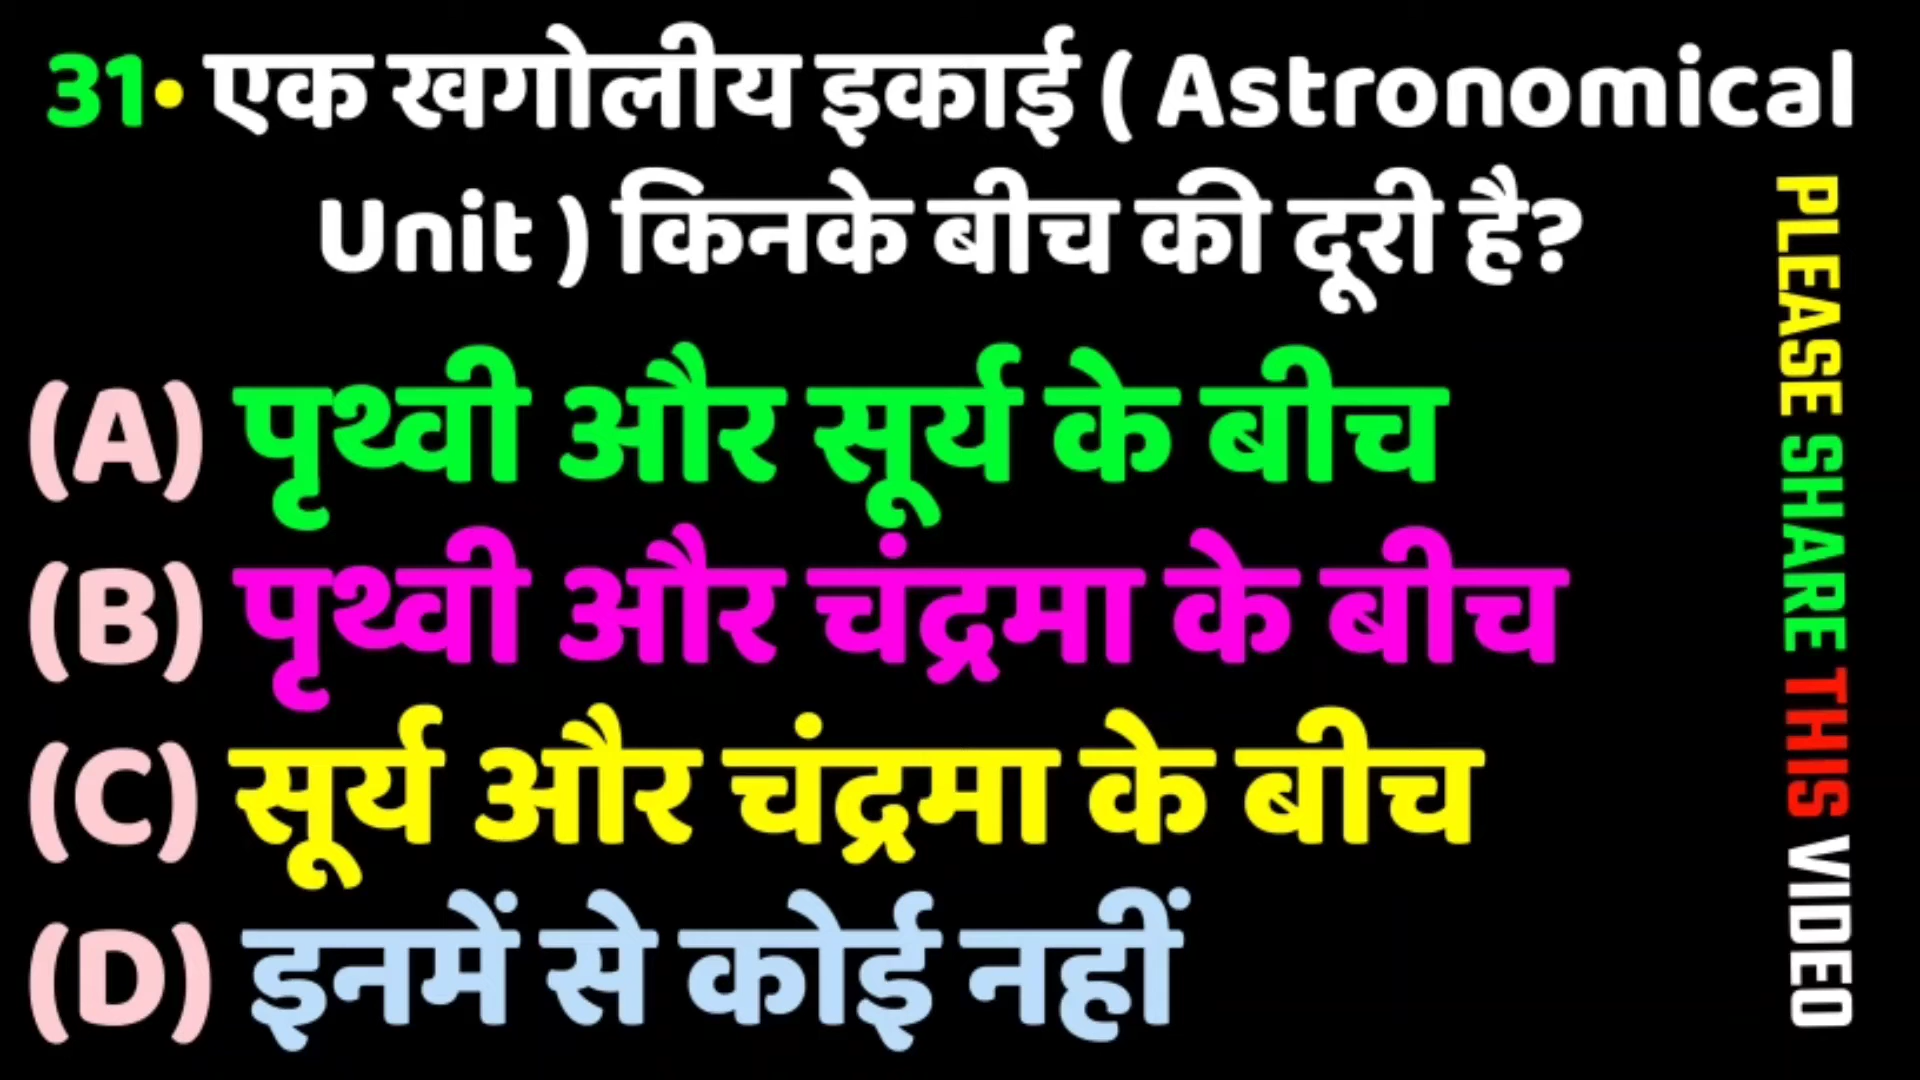 31• एक खगोलीय इकाई ( Astronomical
Unit ) किनके बीच की दूरी है?
(A) पृथ्वी और सूर्य के बीच
(B) पृथ्वी और चंद्रमा के बीच
(C) सूर्य और चंद्रमा के बीच
(D) इनमें से कोई नहीं
PLEASE SHARE THIS VIDEO